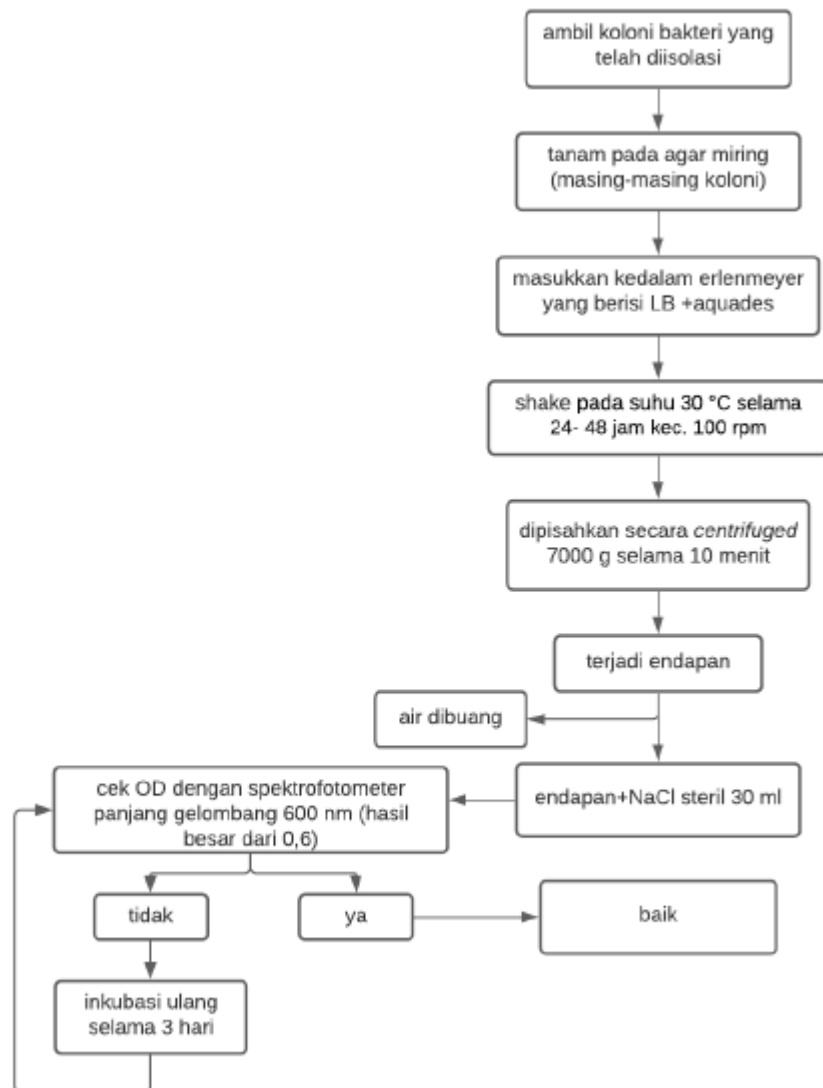 ambil koloni bakteri yang
telah diisolasi
tanam pada agar miring
(masing-masing koloni)
masukkan kedalam erlenmeyer
yang berisi LB +aquades
shake pada suhu 30 °C selama
24- 48 jam kec. 100 rpm
dipisahkan secara centrifuged
7000 g selama 10 menit
terjadi endapan
air dibuang
endapan+NaCl steril 30 ml
cek OD dengan spektrofotometer
panjang gelombang 600 nm (hasil
besar dari 0,6)
tidak
ya
baik
inkubasi ulang
selama 3 hari